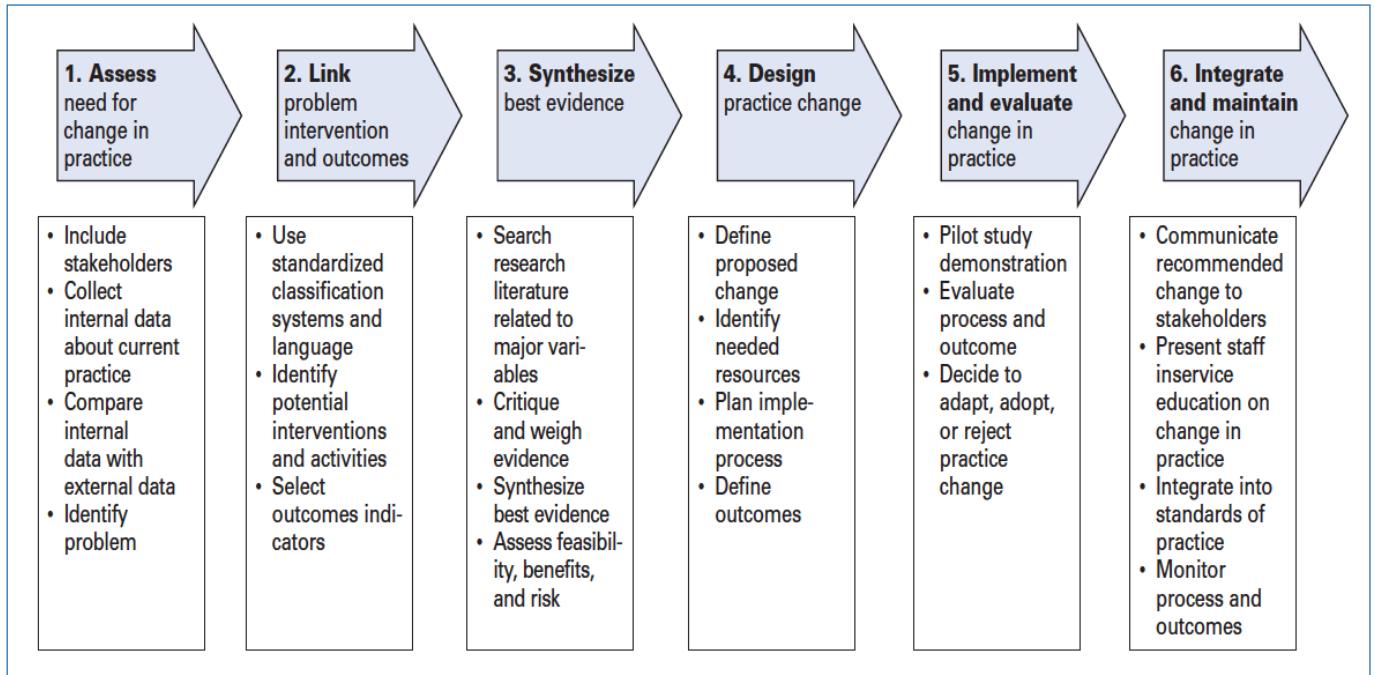 1. Assess
need for
change in
practice
2. Link
problem
intervention
and outcomes
3. Synthesize
best evidence
4. Design
practice change
5. Implement
and evaluate
change in
practice
6. Integrate
and maintain
change in
practice
• Include
stakeholders
• Collect
internal data
about current
practice
• Compare
internal
data with
external data
• Identify
problem
• Use
standardized
classification
systems and
language
• Identify
potential
interventions
and activities
• Select
outcomes indi-
cators
• Search
research
literature
related to
major vari-
ables
• Critique
and weigh
evidence
• Synthesize
best evidence
• Assess feasibil-
ity, benefits,
and risk
• Define
proposed
change
• Identify
needed
resources
• Plan imple-
mentation
process
• Define
outcomes
• Pilot study
demonstration
• Evaluate
process and
outcome
• Decide to
adapt, adopt,
or reject
practice
change
• Communicate
recommended
change to
stakeholders
• Present staff
inservice
education on
change in
practice
• Integrate into
standards of
practice
• Monitor
process and
outcomes